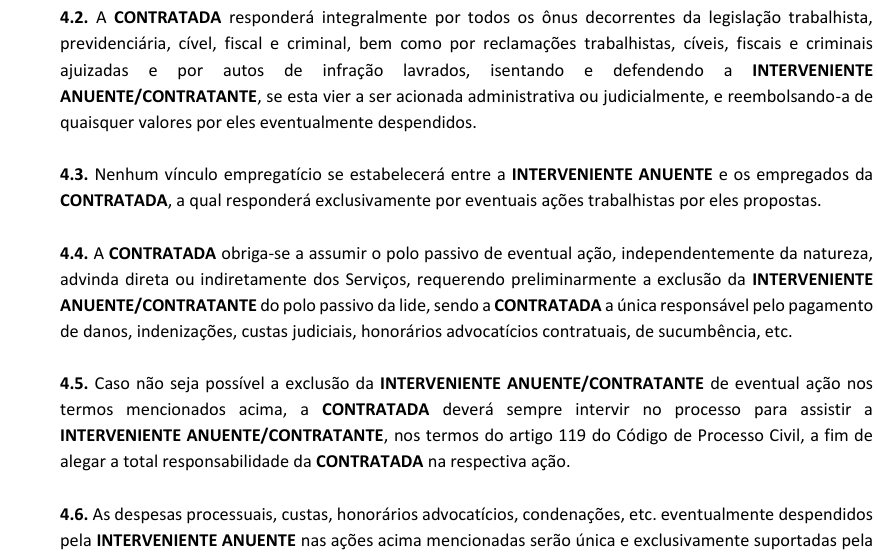 4.2. A CONTRATADA responderá integralmente por todos os ônus decorrentes da legislação trabalhista,
previdenciária, cível, fiscal e criminal, bem como por reclamações trabalhistas, cíveis, fiscais e criminais
ajuizadas e por autos de infração lavrados, isentando e defendendo a INTERVENIENTE
ANUENTE/CONTRATANTE, se esta vier a ser acionada administrativa ou judicialmente, e reembolsando-a de
quaisquer valores por eles eventualmente despendidos.
4.3. Nenhum vínculo empregatício se estabelecerá entre a INTERVENIENTE ANUENTE e os empregados da
CONTRATADA, a qual responderá exclusivamente por eventuais ações trabalhistas por eles propostas.
4.4. A CONTRATADA obriga-se a assumir o polo passivo de eventual ação, independentemente da natureza,
advinda direta ou indiretamente dos Serviços, requerendo preliminarmente a exclusão da INTERVENIENTE
ANUENTE/CONTRATANTE do polo passivo da lide, sendo a CONTRATADA a única responsável pelo pagamento
de danos, indenizações, custas judiciais, honorários advocatícios contratuais, de sucumbência, etc.
4.5. Caso não seja possível a exclusão da INTERVENIENTE ANUENTE/CONTRATANTE de eventual ação nos
termos mencionados acima, a CONTRATADA deverá sempre intervir no processo para assistir a
INTERVENIENTE ANUENTE/CONTRATANTE, nos termos do artigo 119 do Código de Processo Civil, a fim de
alegar a total responsabilidade da CONTRATADA na respectiva ação.
4.6. As despesas processuais, custas, honorários advocatícios, condenações, etc. eventualmente despendidos
pela INTERVENIENTE ANUENTE nas ações acima mencionadas serão única e exclusivamente suportadas pela